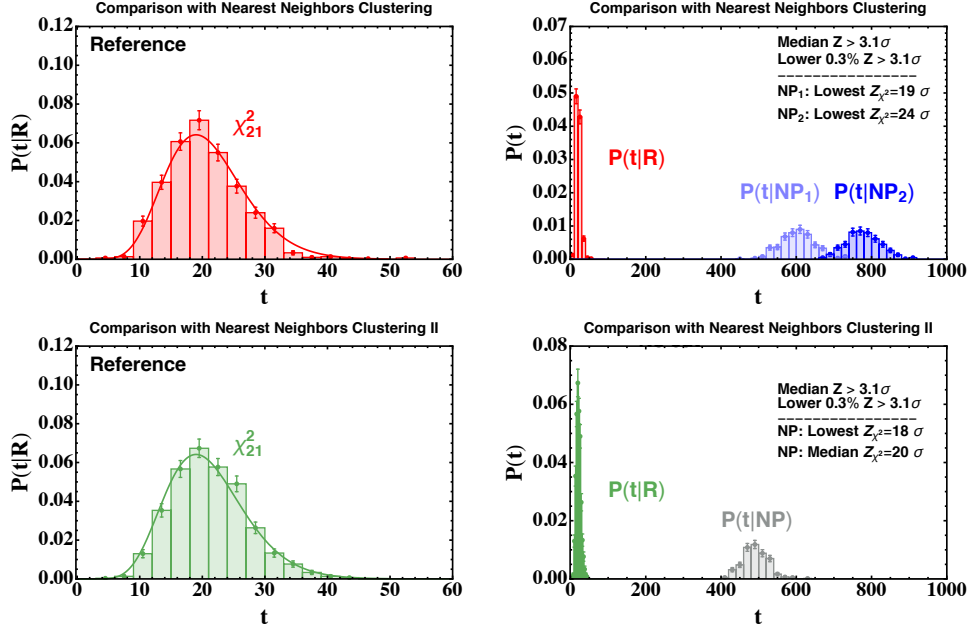 Comparison with Nearest Neighbors Clustering
Reference
χ²₂₁
P(t|R)
0.12
0.10
0.08
0.06
0.04
0.02
0.00
0 10 20 30 40 50 60
t
Comparison with Nearest Neighbors Clustering
Median Z > 3.1σ
Lower 0.3% Z > 3.1σ
----------------
NP₁: Lowest Z_χ²=19 σ
NP₂: Lowest Z_χ²=24 σ
P(t|R)
P(t|NP₁)
P(t|NP₂)
P(t)
0.07
0.06
0.05
0.04
0.03
0.02
0.01
0.00
0 200 400 600 800 1000
t
Comparison with Nearest Neighbors Clustering II
Reference
χ²₂₁
P(t|R)
0.12
0.10
0.08
0.06
0.04
0.02
0.00
0 10 20 30 40 50 60
t
Comparison with Nearest Neighbors Clustering II
Median Z > 3.1σ
Lower 0.3% Z > 3.1σ
----------------
NP: Lowest Z_χ²=18 σ
NP: Median Z_χ²=20 σ
P(t|R)
P(t|NP)
P(t)
0.08
0.06
0.04
0.02
0.00
0 200 400 600 800 1000
t